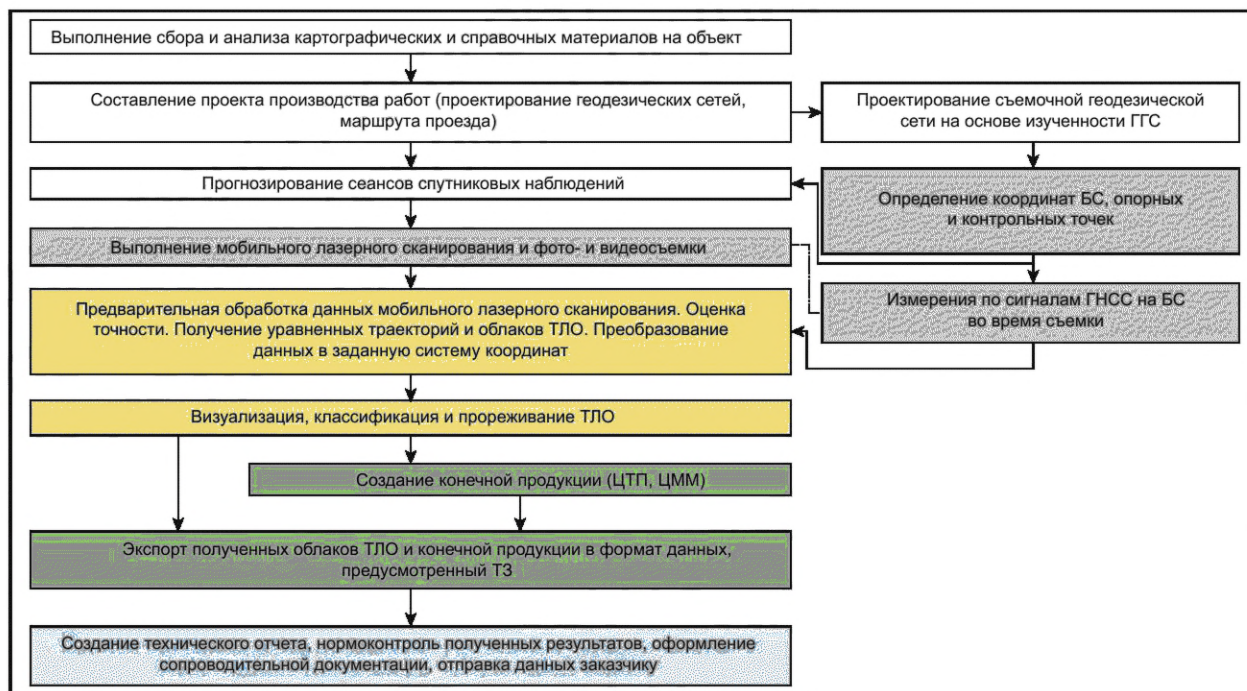 Выполнение сбора и анализа картографических и справочных материалов на объект
Составление проекта производства работ (проектирование геодезических сетей,
маршрута проезда)
Проектирование съемочной геодезической
сети на основе изученности ГГС
Прогнозирование сеансов спутниковых наблюдений
Определение координат БС, опорных
и контрольных точек
Выполнение мобильного лазерного сканирования и фото- и видеосъемки
Измерения по сигналам ГНСС на БС
во время съемки
Предварительная обработка данных мобильного лазерного сканирования. Оценка
точности. Получение уравненных траекторий и облаков ТЛО. Преобразование
данных в заданную систему координат
Визуализация, классификация и прореживание ТЛО
Создание конечной продукции (ЦТП, ЦММ)
Экспорт полученных облаков ТЛО и конечной продукции в формат данных,
предусмотренный ТЗ
Создание технического отчета, нормоконтроль полученных результатов, оформление
сопроводительной документации, отправка данных заказчику